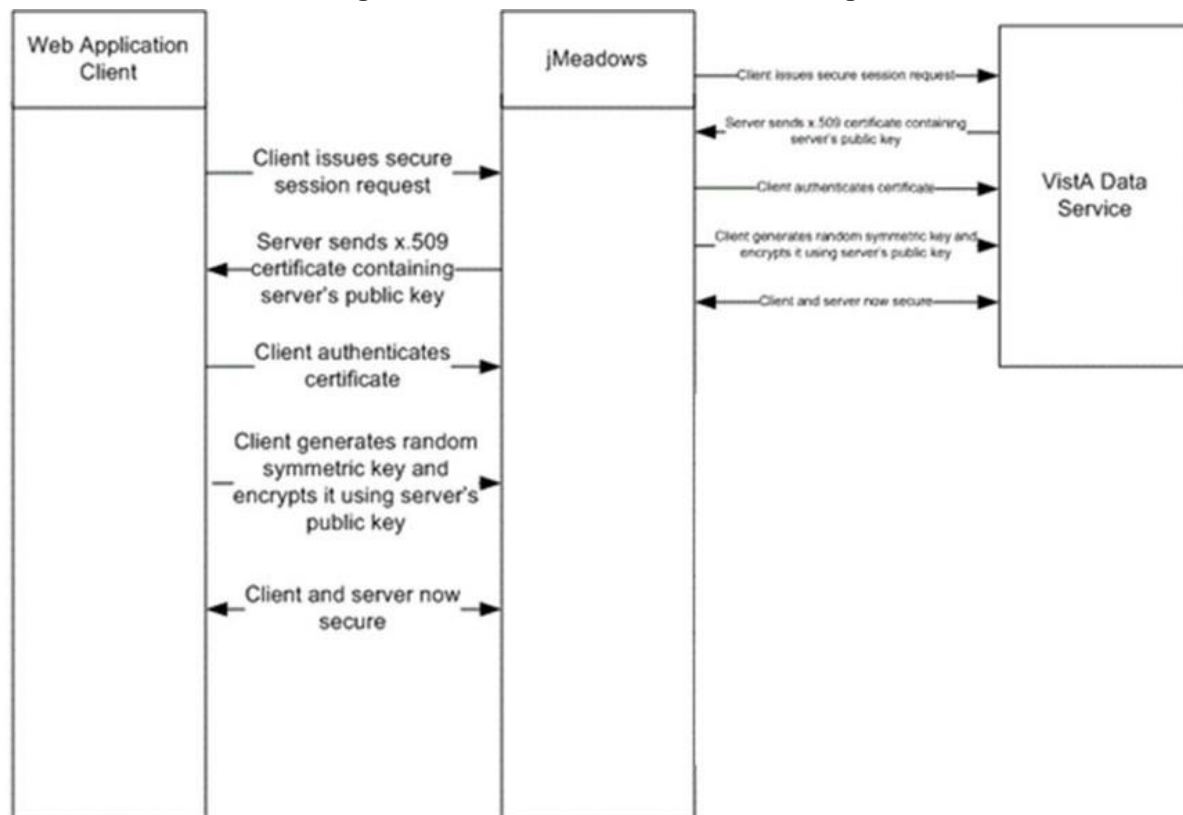 Web Application
Client
jMeadows
VistA Data
Service
Client issues secure
session request
Server sends x.509
certificate containing
server's public key
Client authenticates
certificate
Client generates random
symmetric key and
encrypts it using server's
public key
Client and server now
secure
Client issues secure session request
Server sends x.509 certificate containing
server's public key
Client authenticates certificate
Client generates random symmetric key and
encrypts it using server's public key
Client and server now secure